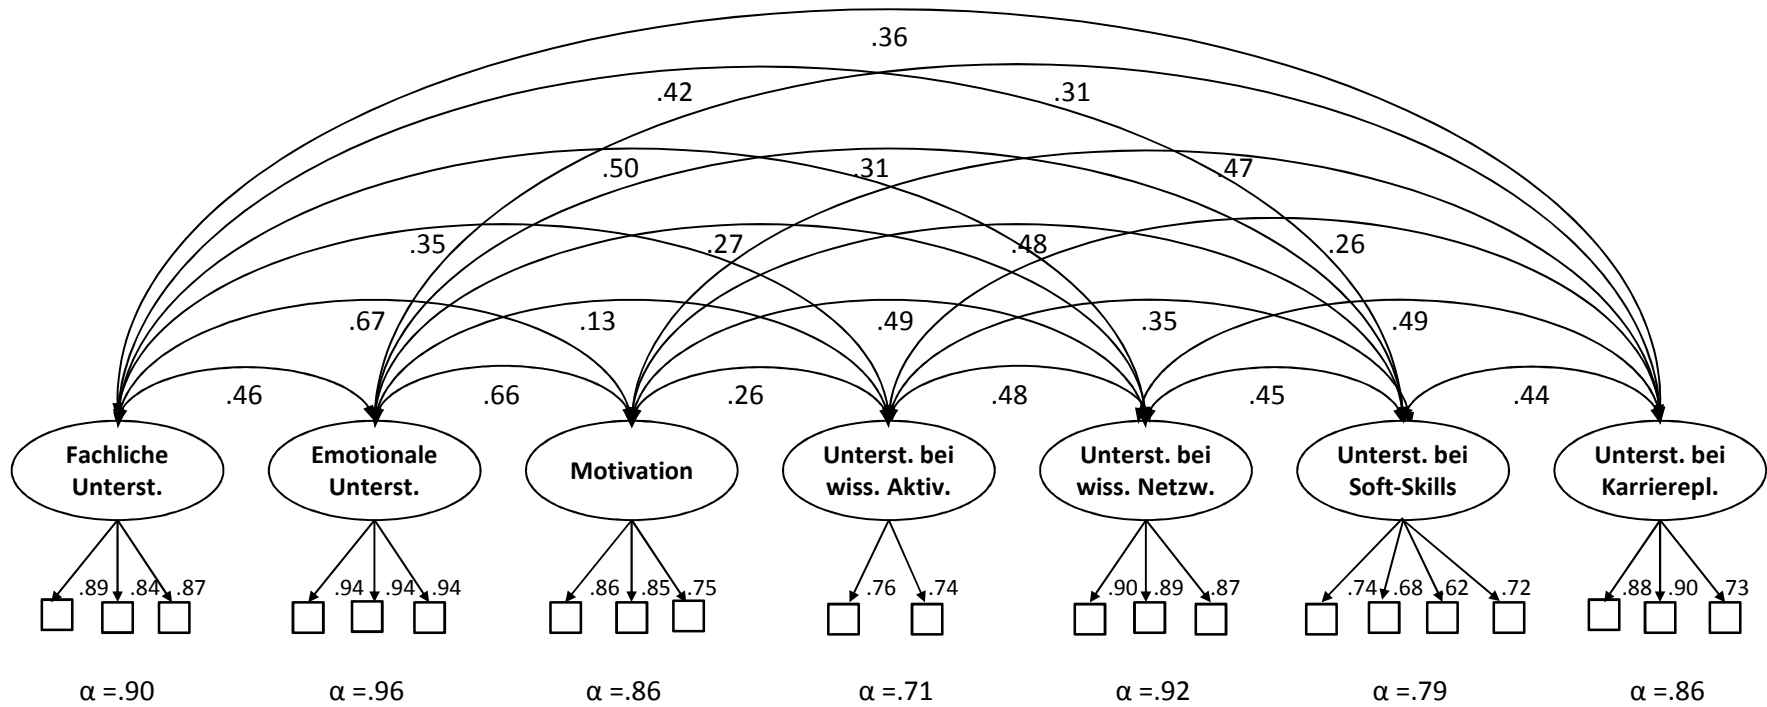 .36
.42 .31
.50 .31 .47
.35 .27 .48 .26
.67 .13 .49 .35 .49
.46 .66 .26 .48 .45 .44
Fachliche
Unterst.
Emotionale
Unterst.
Motivation
Unterst. bei
wiss. Aktiv.
Unterst. bei
wiss. Netzw.
Unterst. bei
Soft-Skills
Unterst. bei
Karrierepl.
.89 .84 .87 .94 .94 .94 .86 .85 .75 .76 .74 .90 .89 .87 .74 .68 .62 .72 .88 .90 .73
α =.90 α =.96 α =.86 α =.71 α =.92 α =.79 α =.86